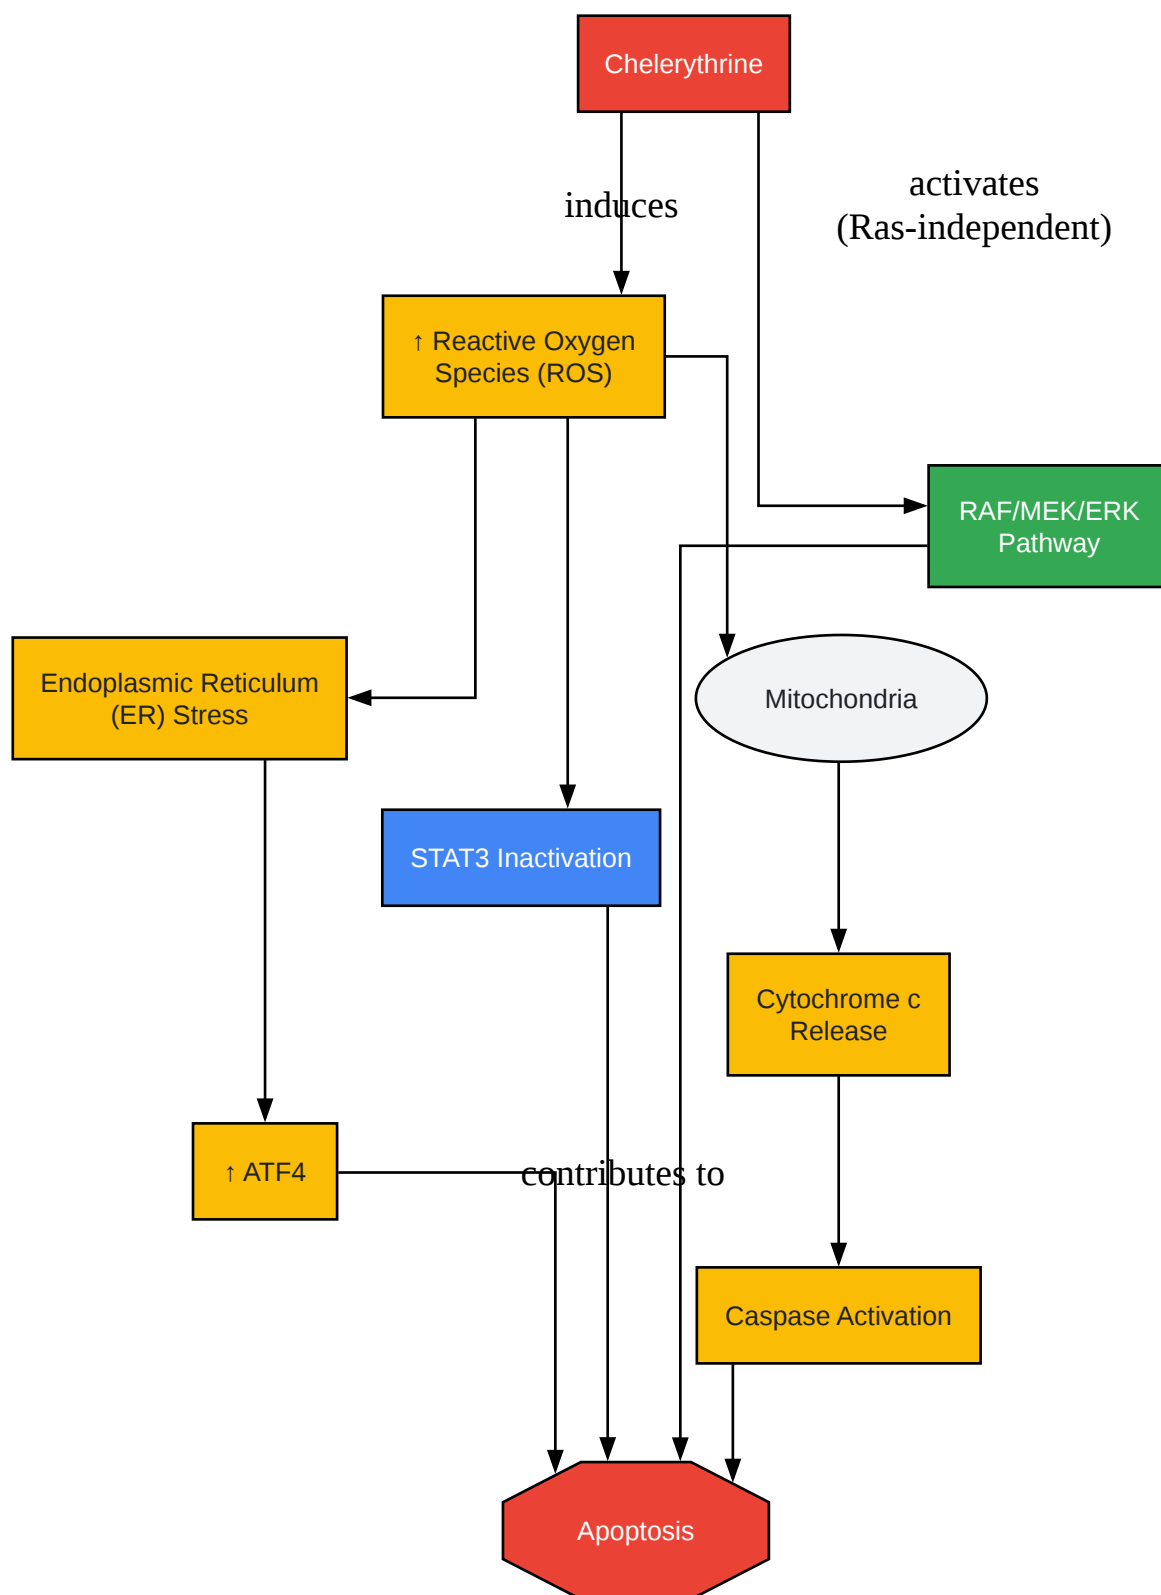 Chelerythrine
activates
(Ras-independent)
induces
↑ Reactive Oxygen
Species (ROS)
RAF/MEK/ERK
Pathway
Endoplasmic Reticulum
(ER) Stress
Mitochondria
STAT3 Inactivation
Cytochrome c
Release
↑ ATF4
contributes to
Caspase Activation
Apoptosis